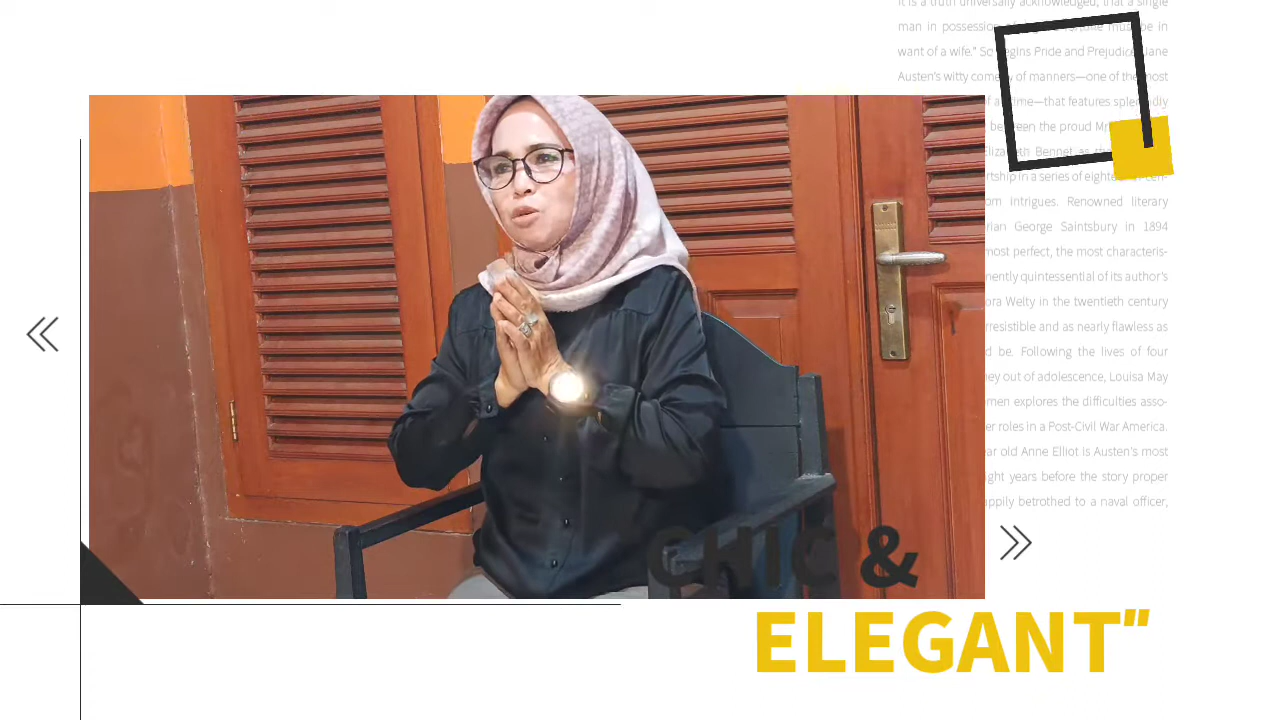 It is a truth universally acknowledged, that a single
man in possession be in
want of a wife." So begins Pride and Prejudice, Jane
Austen's witty comedy of manners—one of the most
time—that features splendidly
between the proud Mr
Elizabeth Bennet as
in a series of
Intrigues. Renowned literary
George Saintsbury in 1894
most perfect, the most characteris-
quintessential of its author's
Welty in the twentieth century
irresistible and as nearly flawless as
be. Following the lives of four
out of adolescence, Louisa May
explores the difficulties asso-
roles in a Post-Civil War America.
old Anne Elliot is Austen's most
years before the story proper
betrothed to a naval officer,
CHIC &
ELEGANT"